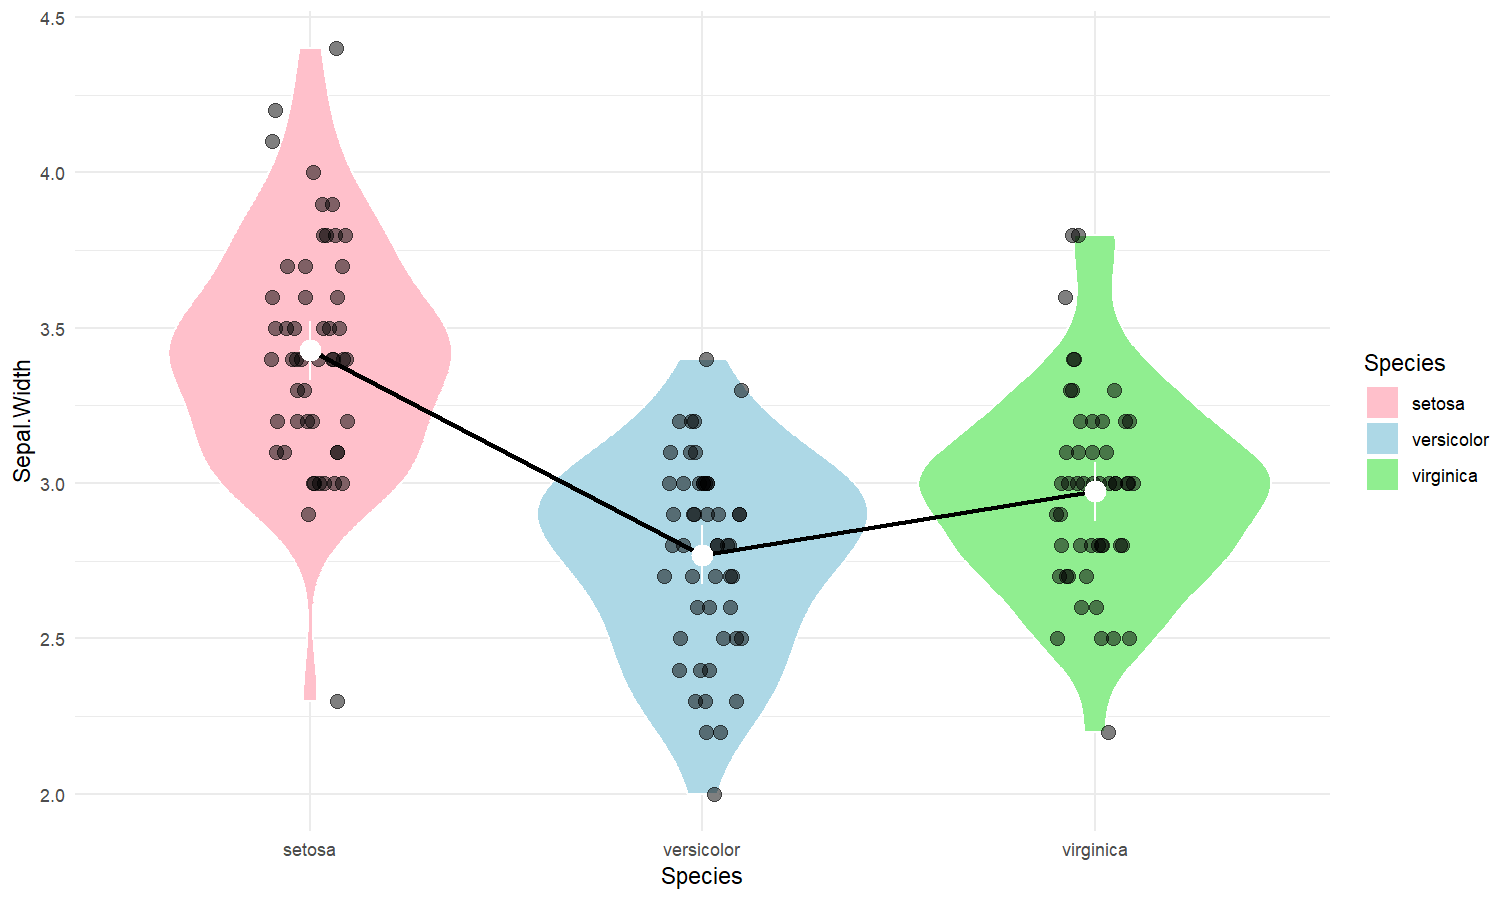 4.5
4.0
3.5
3.0
2.5
2.0
Sepal.Width
setosa
versicolor
virginica
Species
Species
setosa
versicolor
virginica